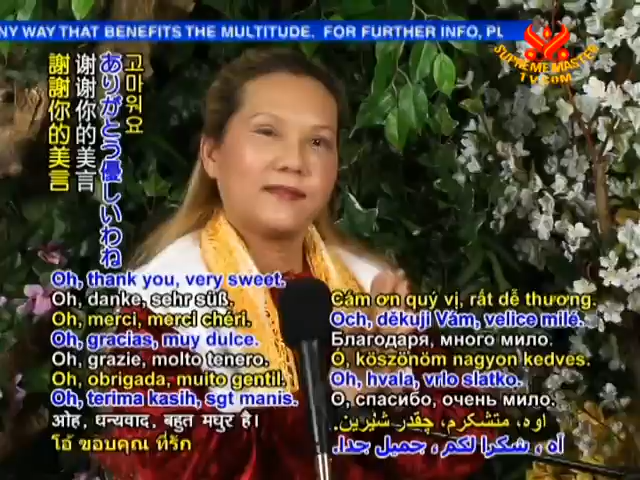 NY WAY THAT BENEFITS THE MULTITUDE. FOR FURTHER INFO, PL
SUPREME MASTER
TV.COM
謝謝你的美言
谢谢你的美言
ありがとう優しいわね
고마워요
Oh, thank you, very sweet.
Oh, danke, sehr süß.
Oh, merci, merci chéri.
Oh, gracias, muy dulce.
Oh, grazie, molto tenero.
Oh, obrigada, muito gentil.
Oh, terima kasih, sgt manis.
ओह, धन्यवाद, बहुत मधुर है।
โอ้ ขอบคุณ ที่รัก
Cám ơn quý vị, rất dễ thương.
Och, děkuji Vám, velice milé.
Благодаря, много мило.
Ó, köszönöm nagyon kedves.
Oh, hvala, vrlo slatko.
О, спасибо, очень мило.
اوه، متشکرم، چقدر شیرین.
آه ، شكرا لكم ، جميل جدا.